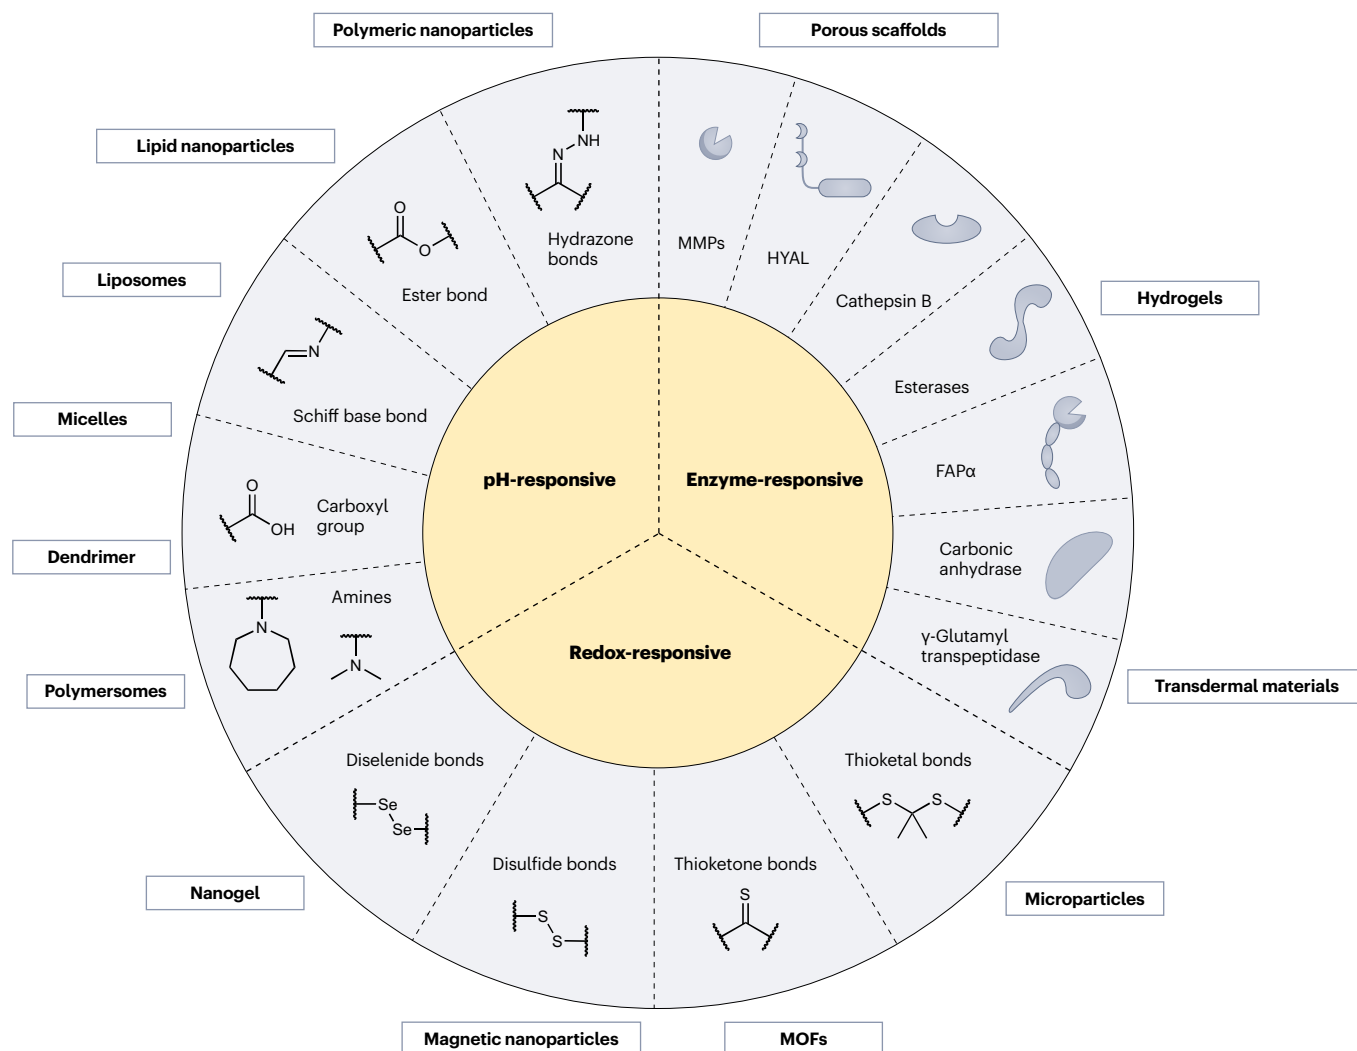 Polymeric nanoparticles
Porous scaffolds
Lipid nanoparticles
Liposomes
Hydrogels
Micelles
Dendrimer
Polymersomes
Transdermal materials
Nanogel
Microparticles
Magnetic nanoparticles
MOFs
NH
N
Hydrazone
bonds
O
O
Ester bond
N
Schiff base bond
O
OH
Carboxyl
group
Amines
N
N
MMPs
HYAL
Cathepsin B
Esterases
FAPα
Carbonic
anhydrase
γ-Glutamyl
transpeptidase
pH-responsive
Enzyme-responsive
Redox-responsive
Diselenide bonds
Se
Se
Disulfide bonds
S
S
Thioketone bonds
S
Thioketal bonds
S S